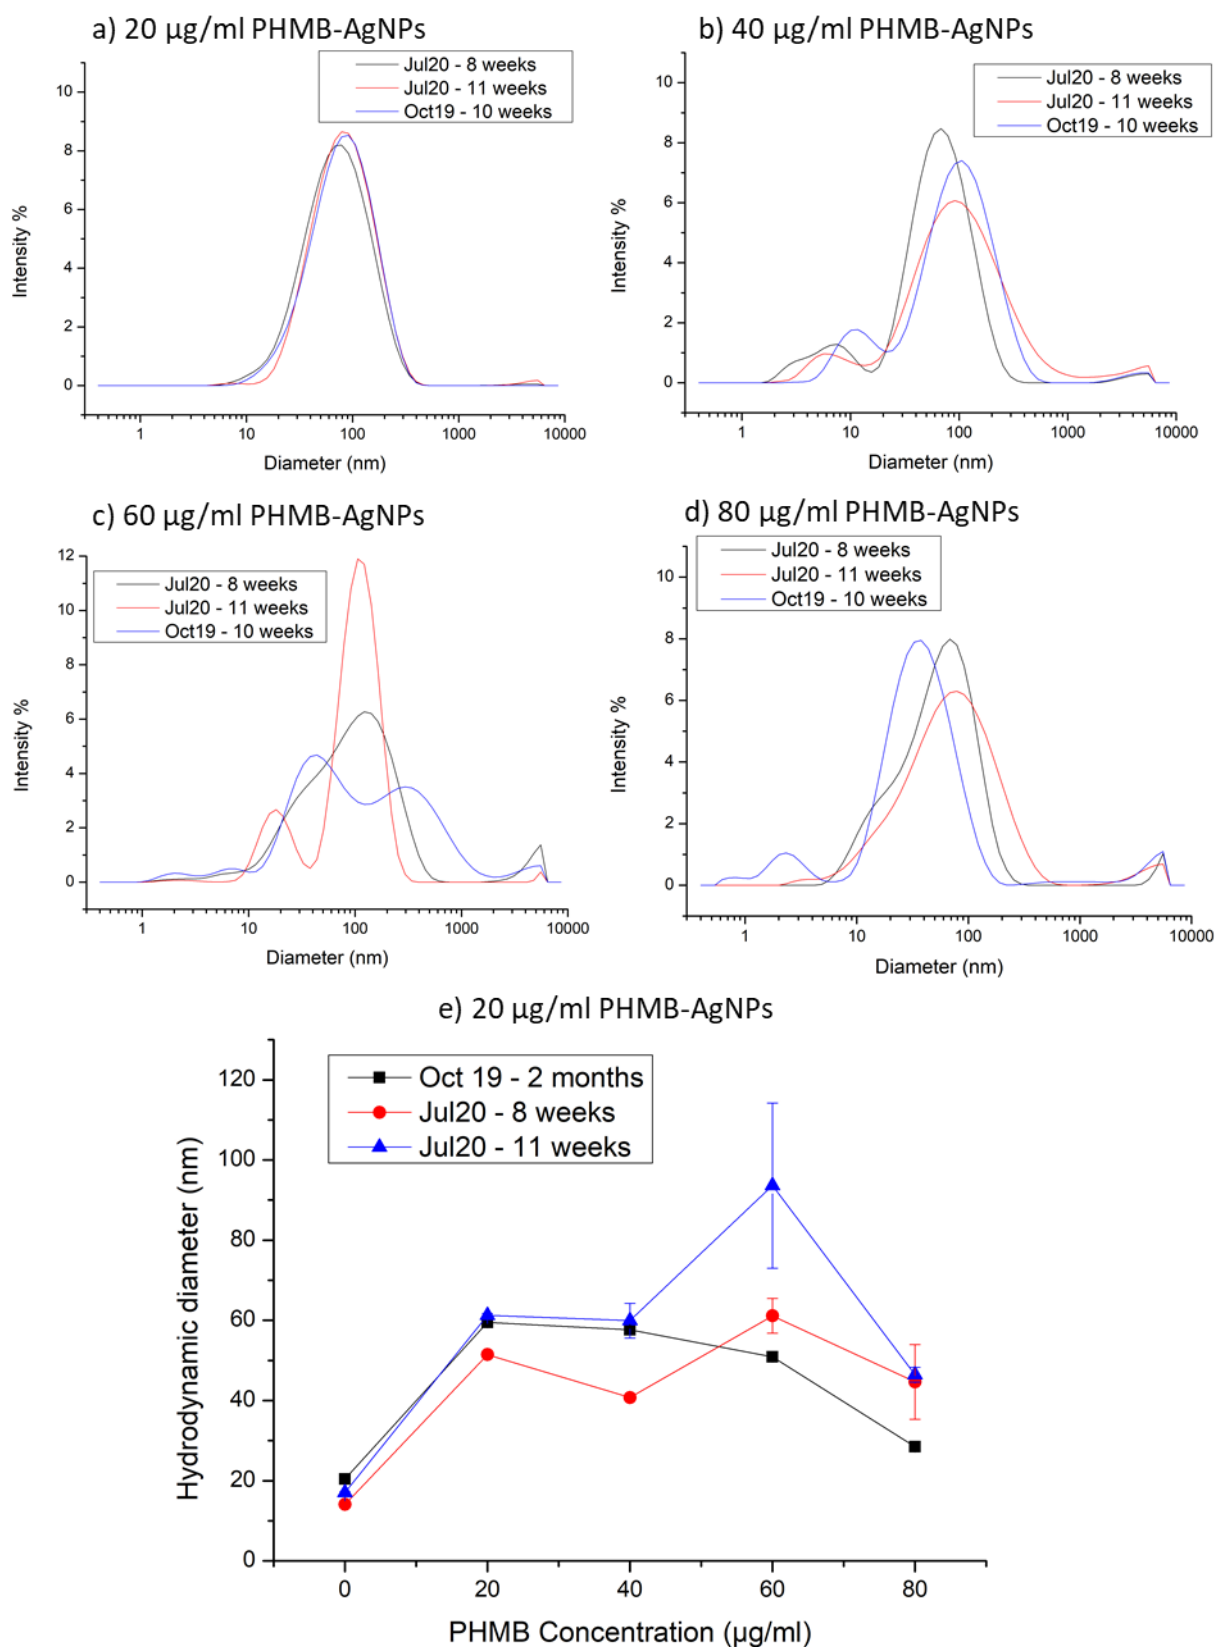 a) 20 µg/ml PHMB-AgNPs
Jul20 - 8 weeks
Jul20 - 11 weeks
Oct19 - 10 weeks
10
8
6
4
2
0
Intensity %
1 10 100 1000 10000
Diameter (nm)
b) 40 µg/ml PHMB-AgNPs
Jul20 - 8 weeks
Jul20 - 11 weeks
Oct19 - 10 weeks
10
8
6
4
2
0
Intensity %
1 10 100 1000 10000
Diameter (nm)
c) 60 µg/ml PHMB-AgNPs
Jul20 - 8 weeks
Jul20 - 11 weeks
Oct19 - 10 weeks
12
10
8
6
4
2
0
Intensity %
1 10 100 1000 10000
Diameter (nm)
d) 80 µg/ml PHMB-AgNPs
Jul20 - 8 weeks
Jul20 - 11 weeks
Oct19 - 10 weeks
10
8
6
4
2
0
Intensity %
1 10 100 1000 10000
Diameter (nm)
e) 20 µg/ml PHMB-AgNPs
Oct 19 - 2 months
Jul20 - 8 weeks
Jul20 - 11 weeks
120
100
80
60
40
20
0
Hydrodynamic diameter (nm)
0 20 40 60 80
PHMB Concentration (µg/ml)